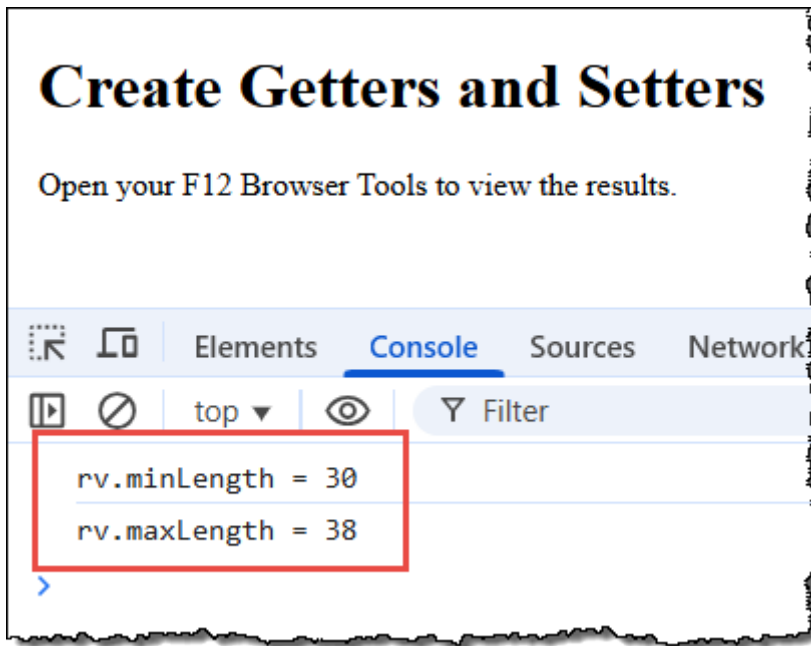 Create Getters and Setters
Open your F12 Browser Tools to view the results.
Elements Console Sources Network
top ▼ Filter
rv.minLength = 30
rv.maxLength = 38
>